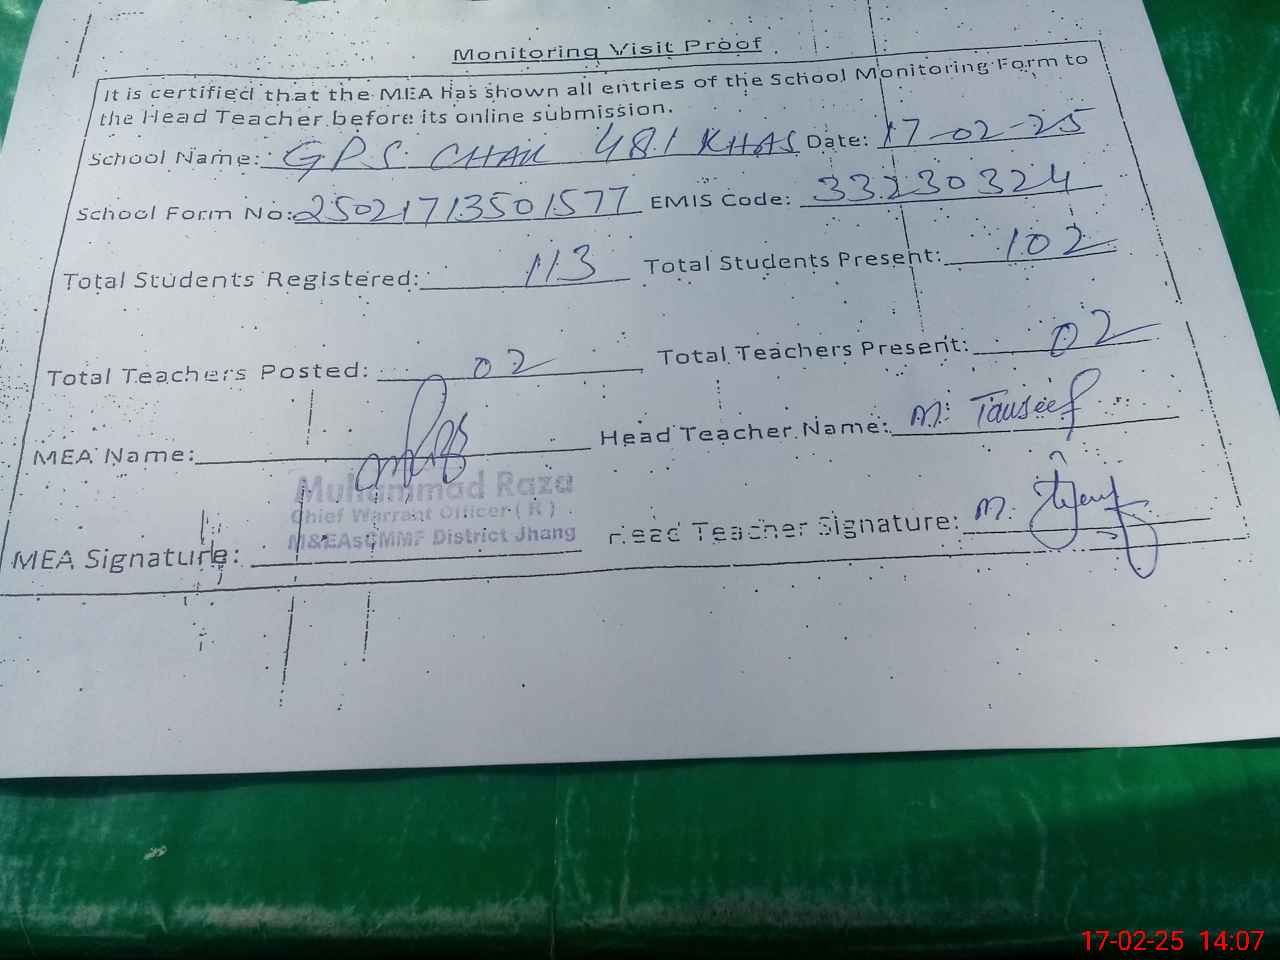 Monitoring Visit Proof
It is certified that the MEA has shown all entries of the School Monitoring Form to
the Head Teacher before its online submission.
School Name: GPS CHAK 481 KHAS Date: 17-02-25
School Form No: 25021713501577 EMIS Code: 33230324
Total Students Registered: 113 Total Students Present: 102
Total Teachers Posted: 02 Total Teachers Present: 02
MEA Name: Head Teacher Name: M. Tauseef
Muhammad Raza
Chief Warrant Officer ( R )
M&EAsCMMF District Jhang
MEA Signature: Head Teacher Signature: M.
17-02-25 14:07